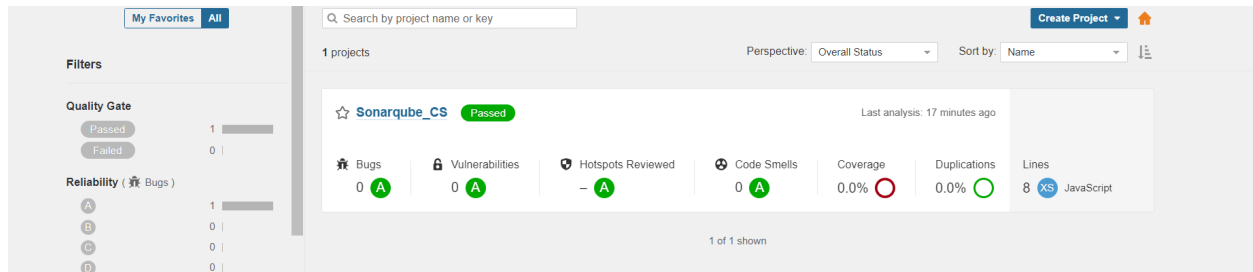 My Favorites All
Search by project name or key
Create Project
1 projects
Perspective: Overall Status
Sort by: Name
Filters
Quality Gate
Passed 1
Failed 0
Reliability ( Bugs )
A 1
B 0
C 0
D 0
Sonarqube_CS Passed
Last analysis: 17 minutes ago
Bugs
0 A
Vulnerabilities
0 A
Hotspots Reviewed
– A
Code Smells
0 A
Coverage
0.0%
Duplications
0.0%
Lines
8 XS JavaScript
1 of 1 shown